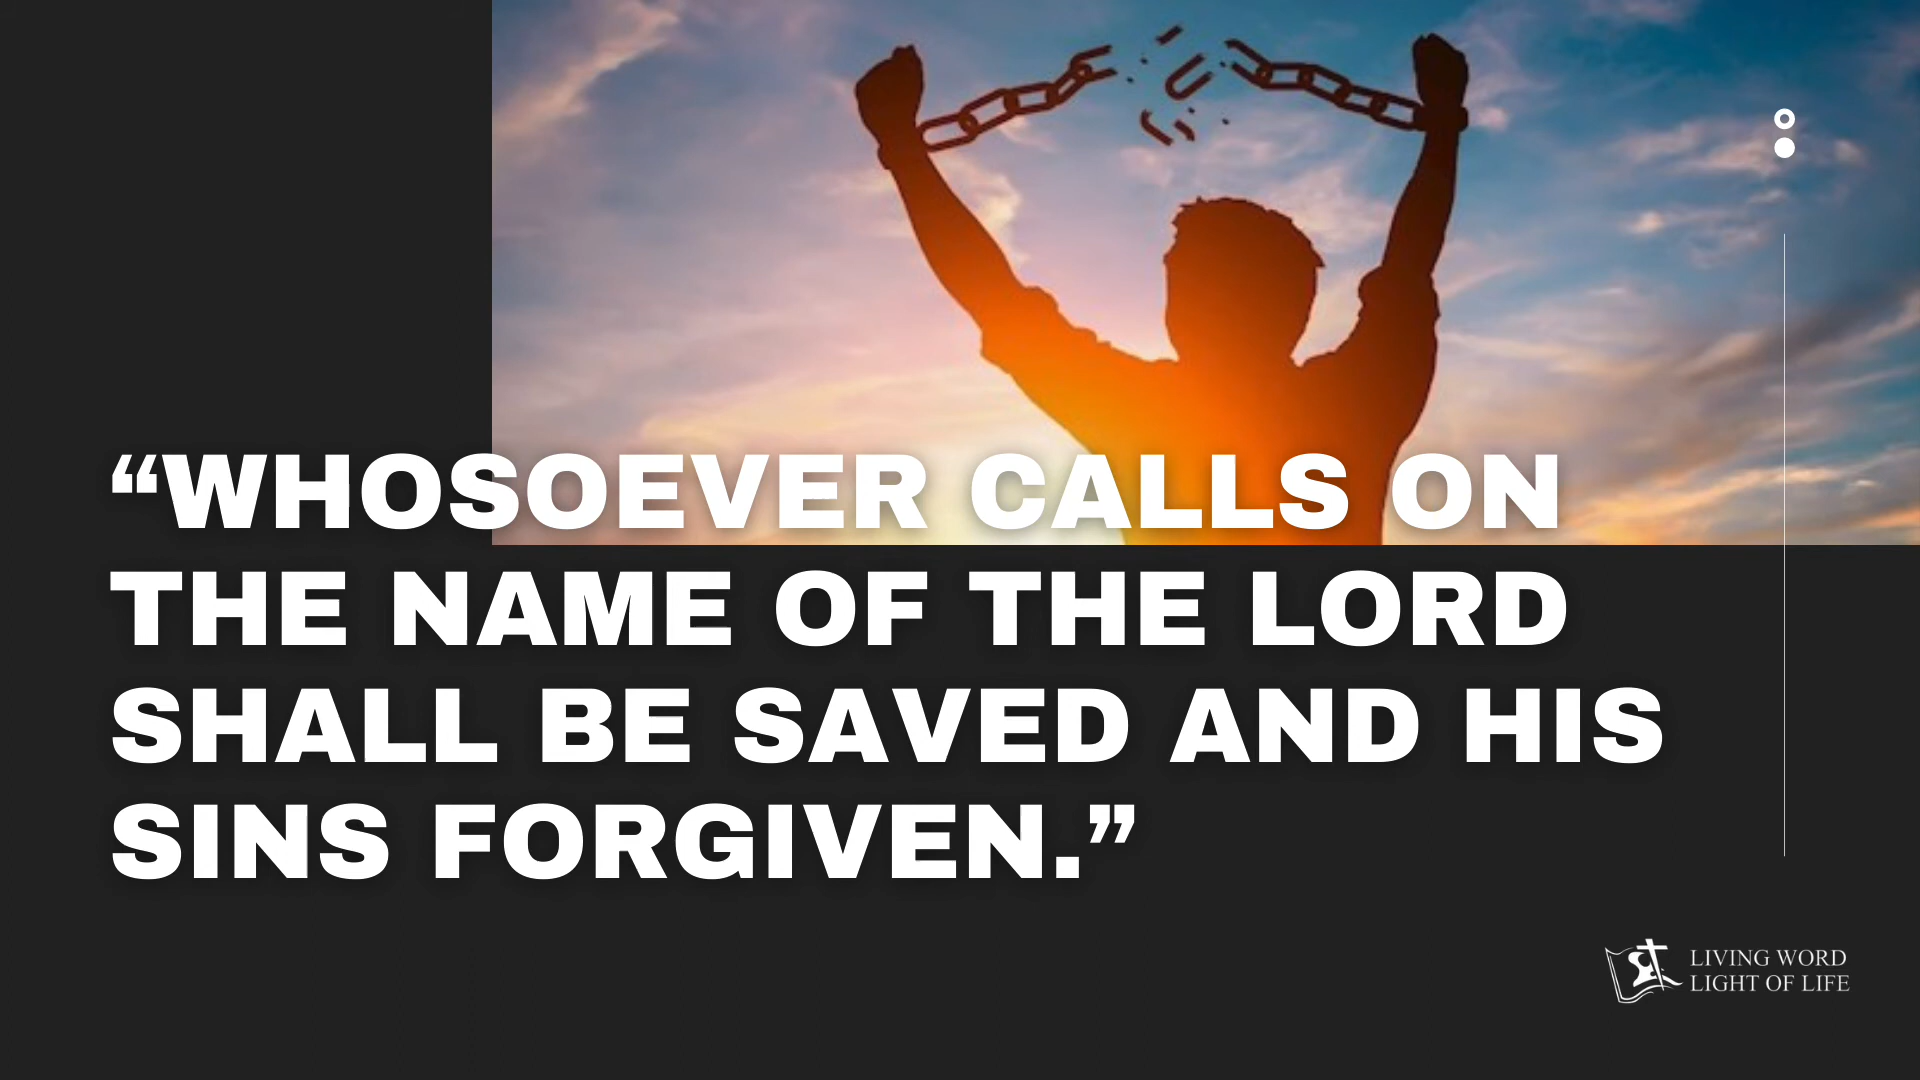 “WHOSOEVER CALLS ON
THE NAME OF THE LORD
SHALL BE SAVED AND HIS
SINS FORGIVEN.”
LIVING WORD
LIGHT OF LIFE